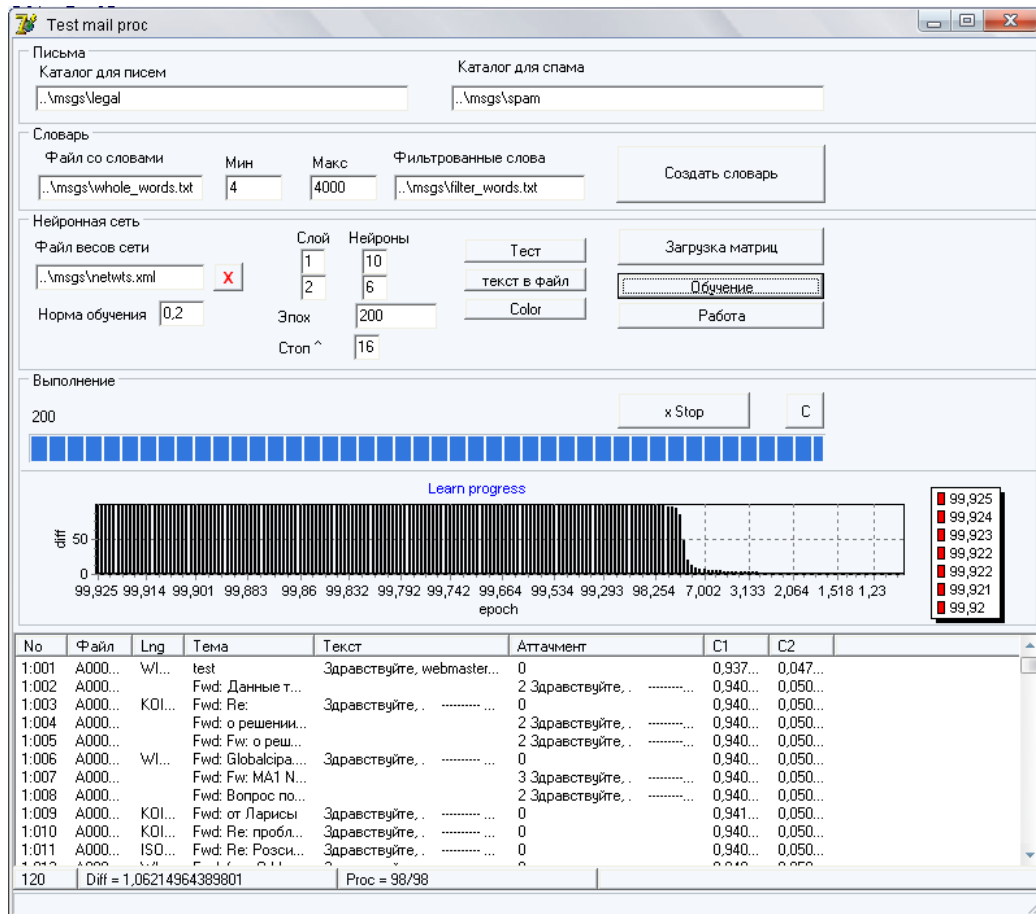 Test mail proc
Письма
Каталог для писем
Каталог для спама
..\msgs\legal
..\msgs\spam
Словарь
Файл со словами
Мин
Макс
Фильтрованные слова
..\msgs\whole_words.txt
4
4000
..\msgs\filter_words.txt
Создать словарь
Нейронная сеть
Файл весов сети
Слой
Нейроны
..\msgs\netwts.xml
X
1
10
2
6
Норма обучения
0,2
Эпох
200
Стоп ^
16
Тест
текст в файл
Color
Загрузка матриц
Обучение
Работа
Выполнение
200
x Stop
C
Learn progress
diff
50
0
99,925 99,914 99,901 99,883 99,86 99,832 99,792 99,742 99,664 99,534 99,293 98,254 7,002 3,133 2,064 1,518 1,23
epoch
99,925
99,924
99,923
99,922
99,922
99,921
99,92
No Файл Lng Тема Текст Аттачмент C1 C2
1:001 A000... WI... test Здравствуйте, webmaster... 0 0,937... 0,047...
1:002 A000... Fwd: Данные т... 2 Здравствуйте, . --------... 0,940... 0,050...
1:003 A000... KOI... Fwd: Re: Здравствуйте, . --------- ... 0 0,940... 0,050...
1:004 A000... Fwd: о решении... 2 Здравствуйте, . --------... 0,940... 0,050...
1:005 A000... Fwd: Fw: о реш... 2 Здравствуйте, . --------... 0,940... 0,050...
1:006 A000... WI... Fwd: Globalcipa... Здравствуйте, . --------- ... 0 0,940... 0,050...
1:007 A000... Fwd: Fw: MA1 N... 3 Здравствуйте, . --------... 0,940... 0,050...
1:008 A000... Fwd: Вопрос по... 2 Здравствуйте, . --------... 0,940... 0,050...
1:009 A000... KOI... Fwd: от Ларисы Здравствуйте, . --------- ... 0 0,941... 0,050...
1:010 A000... KOI... Fwd: Re: пробл... Здравствуйте, . --------- ... 0 0,940... 0,050...
1:011 A000... ISO... Fwd: Re: Росси... Здравствуйте, . --------- ... 0 0,940... 0,050...
120 Diff = 1,06214964389801 Proc = 98/98